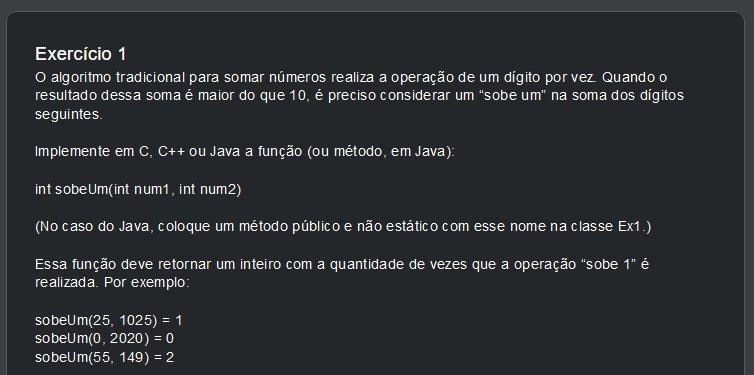 Exercício 1
O algoritmo tradicional para somar números realiza a operação de um dígito por vez. Quando o
resultado dessa soma é maior do que 10, é preciso considerar um “sobe um” na soma dos dígitos
seguintes.
Implemente em C, C++ ou Java a função (ou método, em Java):
int sobeUm(int num1, int num2)
(No caso do Java, coloque um método público e não estático com esse nome na classe Ex1.)
Essa função deve retornar um inteiro com a quantidade de vezes que a operação “sobe 1” é
realizada. Por exemplo:
sobeUm(25, 1025) = 1
sobeUm(0, 2020) = 0
sobeUm(55, 149) = 2